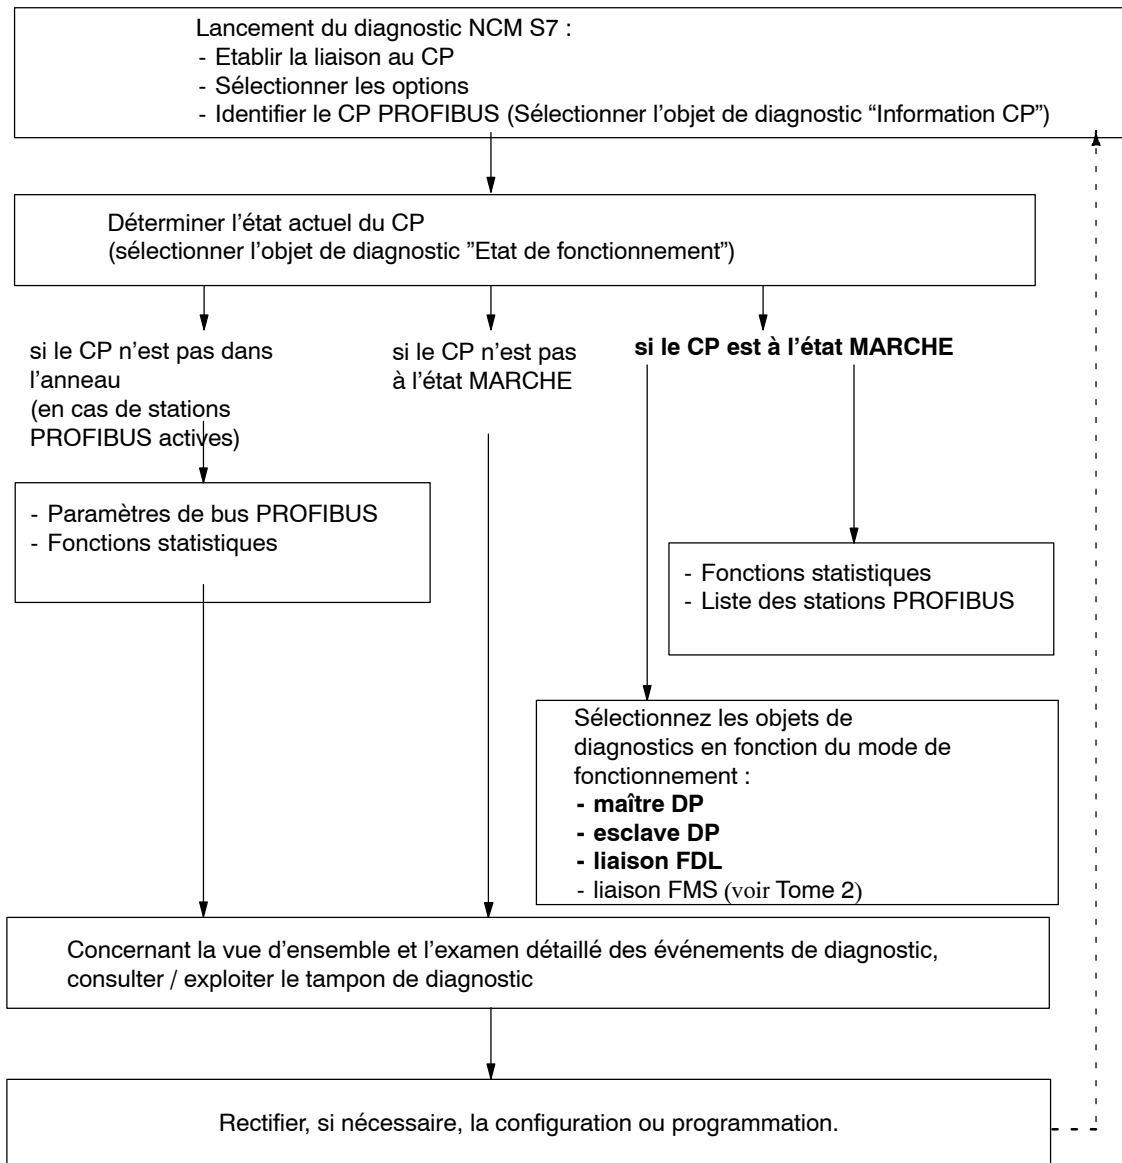 Lancement du diagnostic NCM S7 :
- Etablir la liaison au CP
- Sélectionner les options
- Identifier le CP PROFIBUS (Sélectionner l’objet de diagnostic “Information CP”)
Déterminer l’état actuel du CP
(sélectionner l’objet de diagnostic ”Etat de fonctionnement”)
si le CP n’est pas dans
l’anneau
(en cas de stations
PROFIBUS actives)
si le CP n’est pas
à l’état MARCHE
si le CP est à l’état MARCHE
- Paramètres de bus PROFIBUS
- Fonctions statistiques
- Fonctions statistiques
- Liste des stations PROFIBUS
Sélectionnez les objets de
diagnostics en fonction du mode de
fonctionnement :
- maître DP
- esclave DP
- liaison FDL
- liaison FMS (voir Tome 2)
Concernant la vue d’ensemble et l’examen détaillé des événements de diagnostic,
consulter / exploiter le tampon de diagnostic
Rectifier, si nécessaire, la configuration ou programmation.